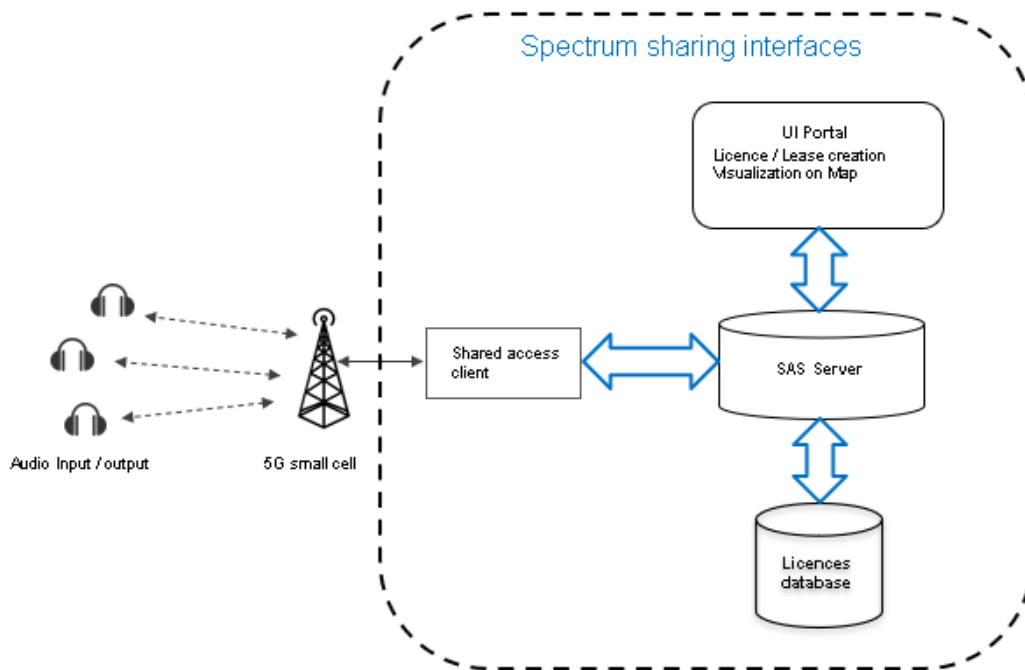 Spectrum sharing interfaces
UI Portal
Licence / Lease creation
Visualization on Map
Shared access
client
SAS Server
Audio Input / output
5G small cell
Licences
database